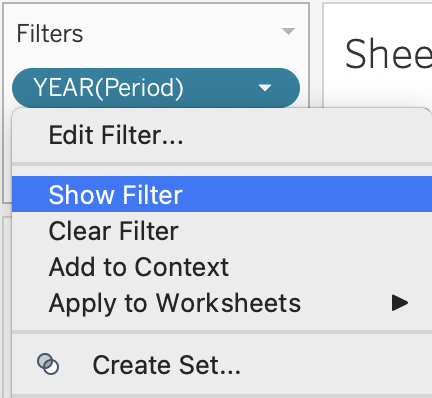 Filters
Shee
YEAR(Period)
Edit Filter...
Show Filter
Clear Filter
Add to Context
Apply to Worksheets
Create Set...